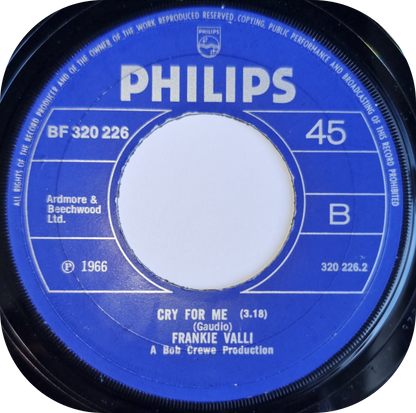 ALL RIGHTS OF THE RECORD PRODUCER AND OF THE OWNER OF THE WORK REPRODUCED RESERVED. COPYING, PUBLIC PERFORMANCE AND BROADCASTING OF THIS RECORD PROHIBITED
PHILIPS
PHILIPS
BF 320 226
45
Ardmore &
Beechwood
Ltd.
B
Ⓟ 1966
320 226.2
CRY FOR ME (3.18)
(Gaudio)
FRANKIE VALLI
A Bob Crewe Production